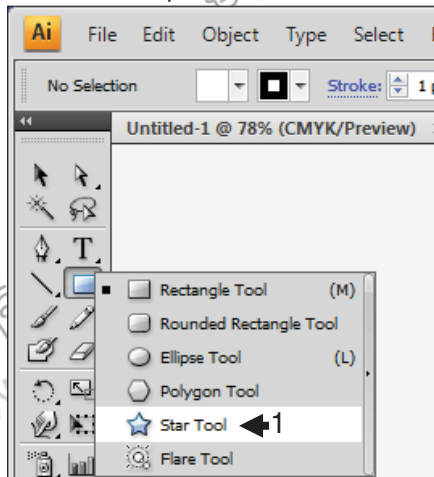 Ai File Edit Object Type Select
No Selection Stroke: 1
Untitled-1 @ 78% (CMYK/Preview)
T
Rectangle Tool (M)
Rounded Rectangle Tool
Ellipse Tool (L)
Polygon Tool
Star Tool 1
Flare Tool